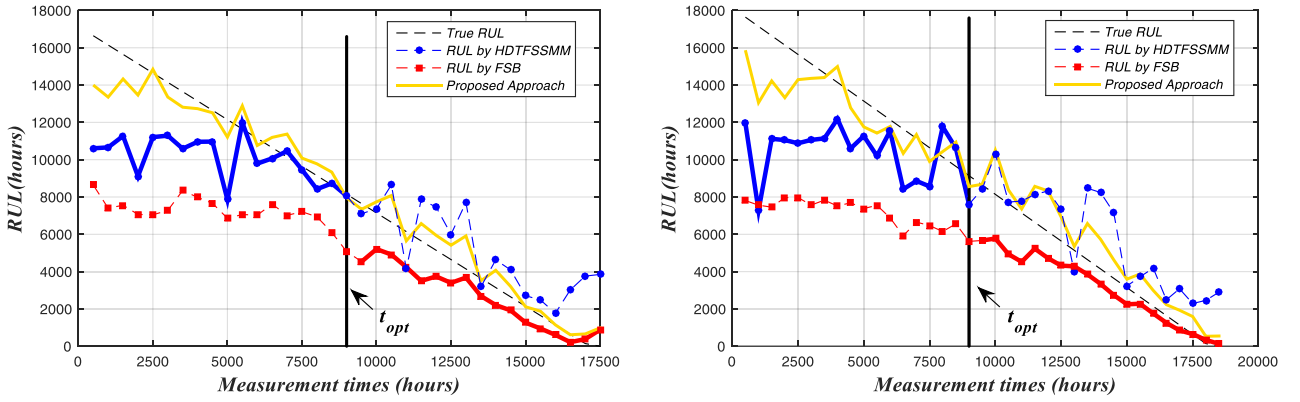 18000
16000
14000
12000
10000
8000
6000
4000
2000
0
RUL(hours)
True RUL
RUL by HDTFSSMM
RUL by FSB
Proposed Approach
t_opt
0 2500 5000 7500 10000 12500 15000 17500
Measurement times (hours)
18000
16000
14000
12000
10000
8000
6000
4000
2000
0
RUL(hours)
True RUL
RUL by HDTFSSMM
RUL by FSB
Proposed Approach
t_opt
0 2500 5000 7500 10000 12500 15000 17500 20000
Measurement times (hours)